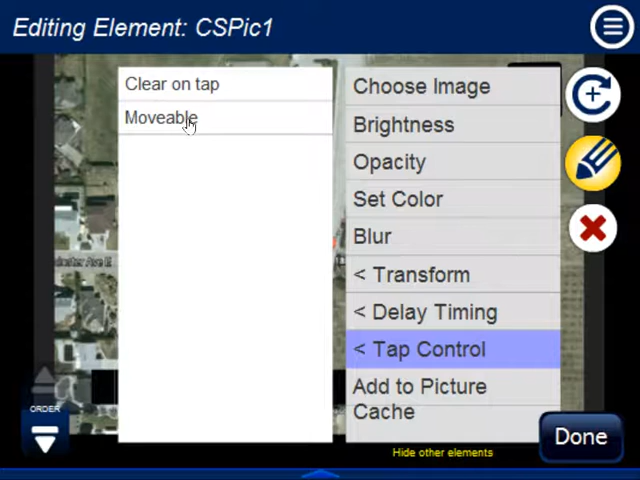 Editing Element: CSPic1
Clear on tap
Moveable
Choose Image
Brightness
Opacity
Set Color
Blur
< Transform
< Delay Timing
< Tap Control
Add to Picture
Cache
ORDER
Done
Hide other elements